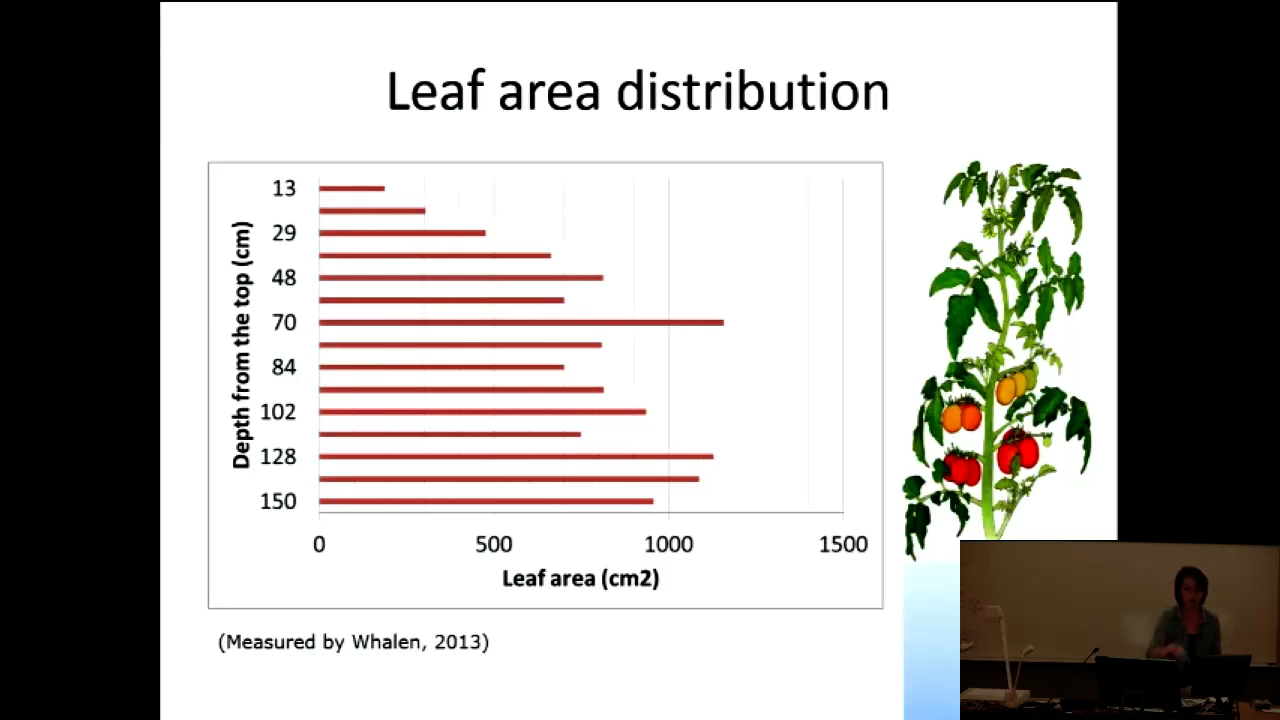 Leaf area distribution
Depth from the top (cm)
13
29
48
70
84
102
128
150
0 500 1000 1500
Leaf area (cm2)
(Measured by Whalen, 2013)